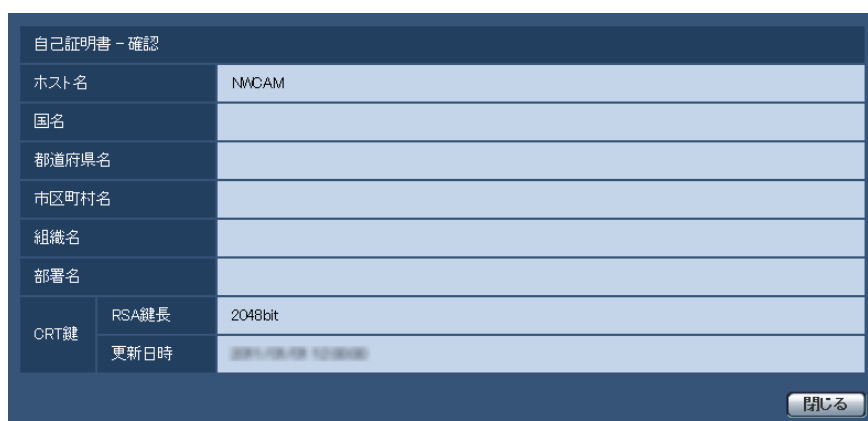 自己証明書 - 確認
ホスト名 NWCAM
国名
都道府県名
市区町村名
組織名
部署名
CRT鍵 RSA鍵長 2048bit
更新日時
閉じる